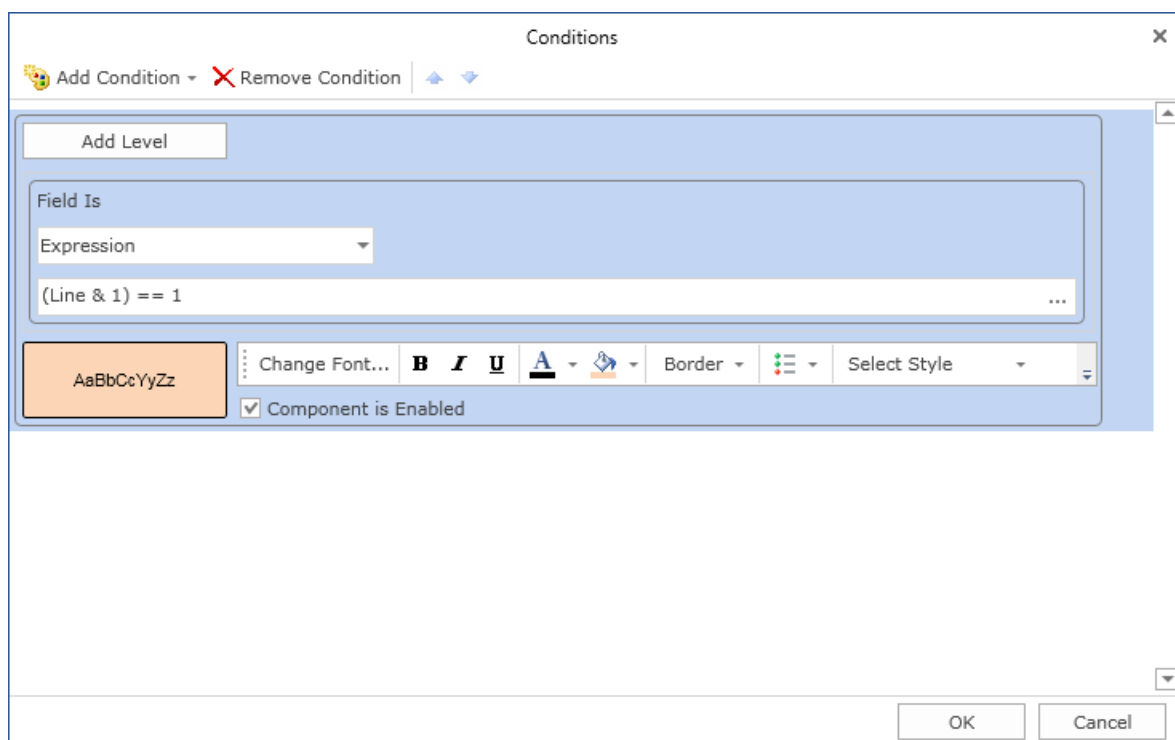 Conditions
Add Condition Remove Condition
Add Level
Field Is
Expression
(Line & 1) == 1
...
AaBbCcYyZz
Change Font... B I U A Border Select Style
Component is Enabled
OK Cancel